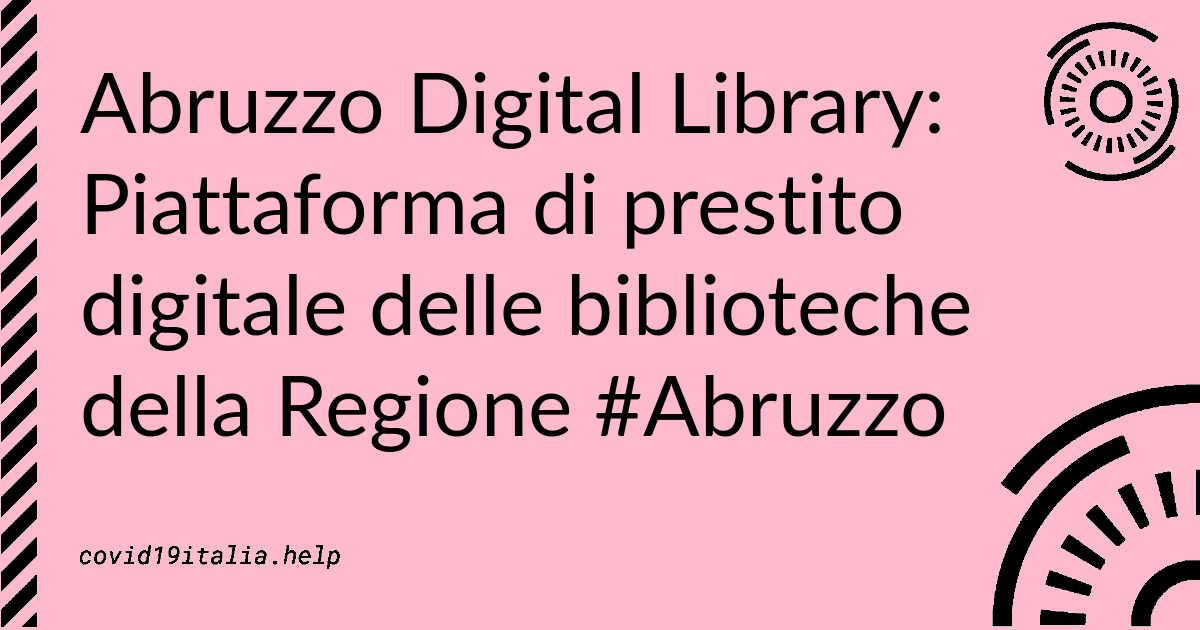 Abruzzo Digital Library:
Piattaforma di prestito
digitale delle biblioteche
della Regione #Abruzzo
covid19italia.help